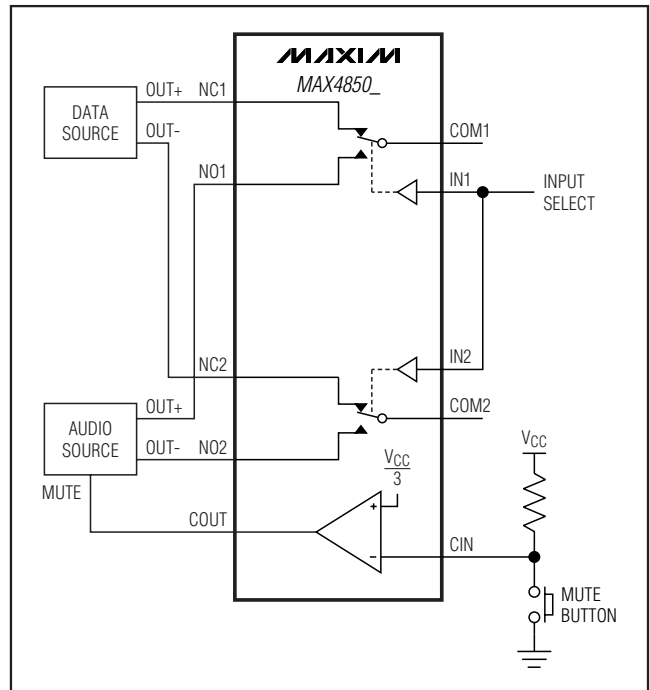 MAXIM
MAX4850_
OUT+ NC1
DATA
SOURCE
OUT-
COM1
NO1
IN1
INPUT
SELECT
NC2
IN2
OUT+
COM2
AUDIO
SOURCE
OUT- NO2
VCC
VCC
3
MUTE
COUT
+
−
CIN
MUTE
BUTTON